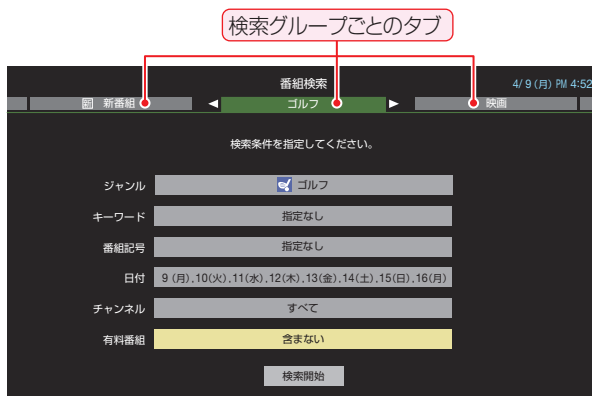 検索グループごとのタブ
番組検索 4/ 9 (月) PM 4:52
新 新番組 ◀ ゴルフ ▶ 映画
検索条件を指定してください。
ジャンル ゴルフ
キーワード 指定なし
番組記号 指定なし
日付 9 (月),10(火),11(水),12(木),13(金),14(土),15(日),16(月)
チャンネル すべて
有料番組 含まない
検索開始